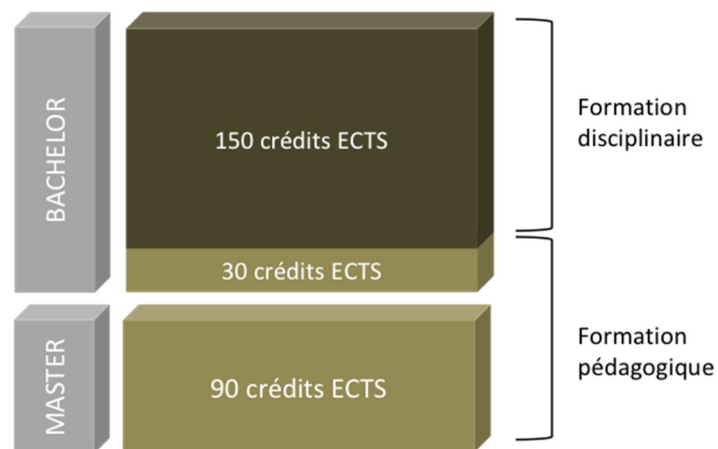 BACHELOR
150 crédits ECTS
30 crédits ECTS
Formation
disciplinaire
MASTER
90 crédits ECTS
Formation
pédagogique